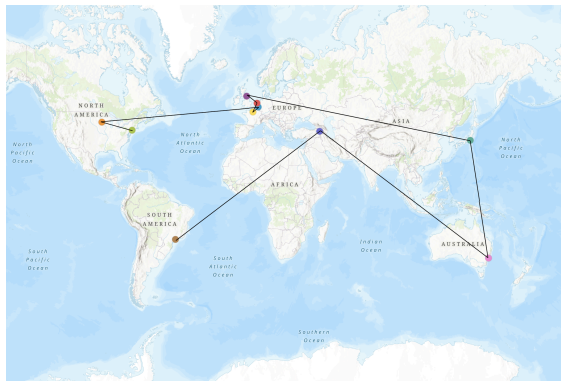 NORTH
AMERICA
EUROPE
ASIA
North
Pacific
Ocean
North
Atlantic
Ocean
North
Pacific
Ocean
AFRICA
SOUTH
AMERICA
AUSTRALIA
South
Pacific
Ocean
South
Atlantic
Ocean
Indian
Ocean
Southern
Ocean